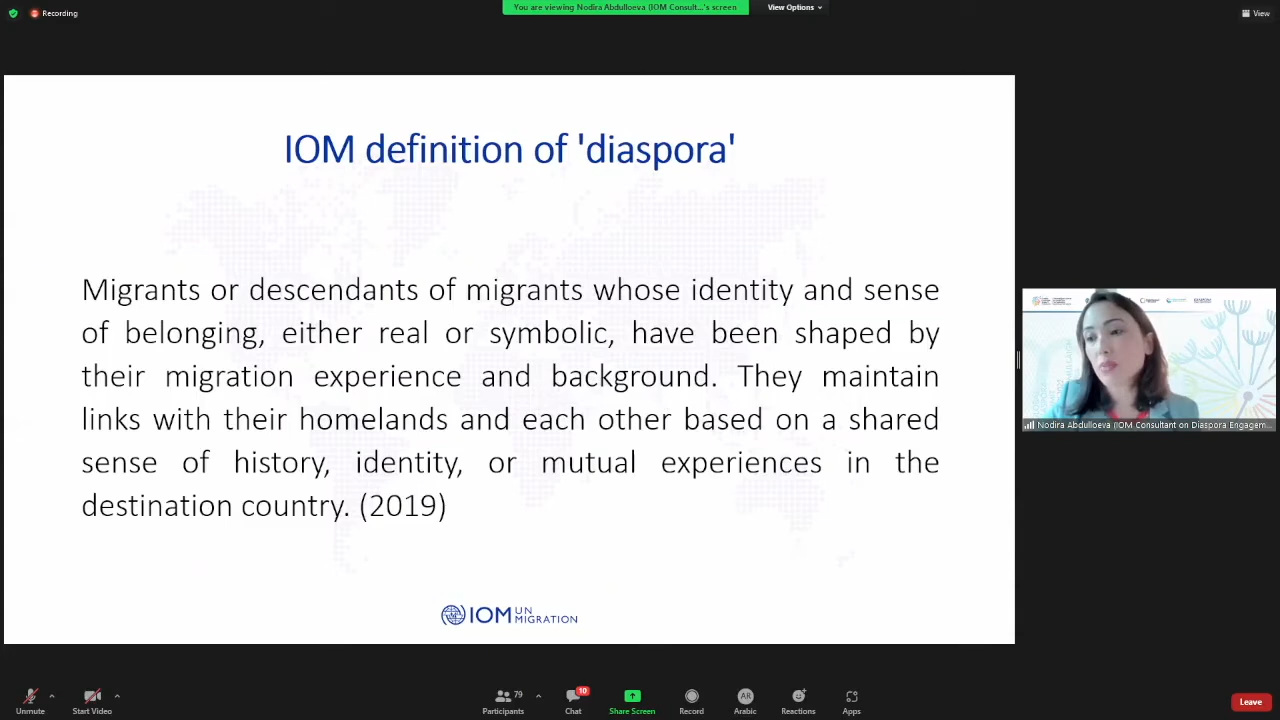 Recording
You are viewing Nodira Abdulloeva (IOM Consult...'s screen
View Options
View
IOM definition of 'diaspora'
Migrants or descendants of migrants whose identity and sense
of belonging, either real or symbolic, have been shaped by
their migration experience and background. They maintain
links with their homelands and each other based on a shared
sense of history, identity, or mutual experiences in the
destination country. (2019)
IOM UN
MIGRATION
Nodira Abdulloeva (IOM Consultant on Diaspora Engagem...
Unmute
Start Video
79
Participants
10
Chat
Share Screen
Record
AR
Arabic
Reactions
Apps
Leave